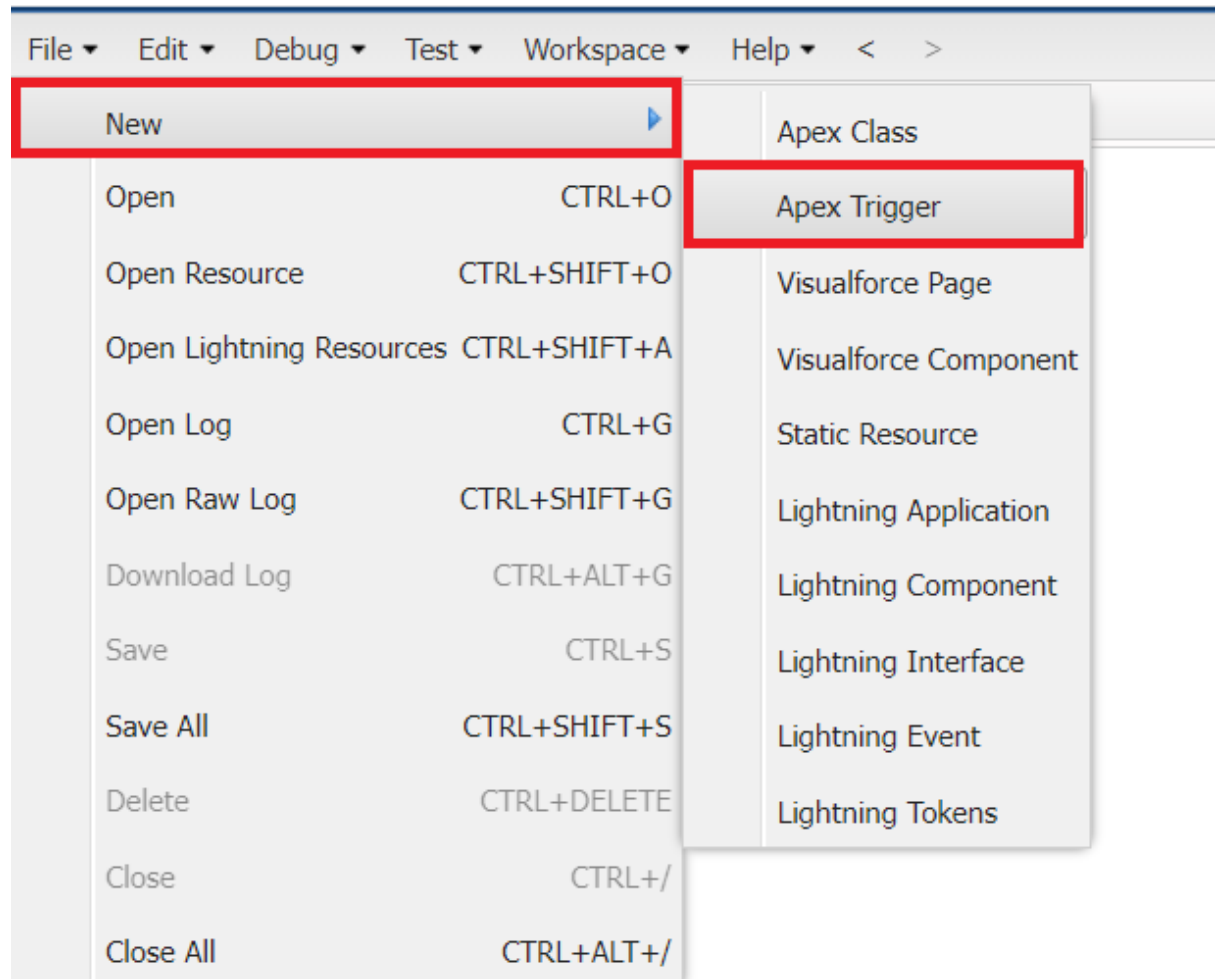 File Edit Debug Test Workspace Help < >
New
Open CTRL+O
Open Resource CTRL+SHIFT+O
Open Lightning Resources CTRL+SHIFT+A
Open Log CTRL+G
Open Raw Log CTRL+SHIFT+G
Download Log CTRL+ALT+G
Save CTRL+S
Save All CTRL+SHIFT+S
Delete CTRL+DELETE
Close CTRL+/
Close All CTRL+ALT+/
Apex Class
Apex Trigger
Visualforce Page
Visualforce Component
Static Resource
Lightning Application
Lightning Component
Lightning Interface
Lightning Event
Lightning Tokens